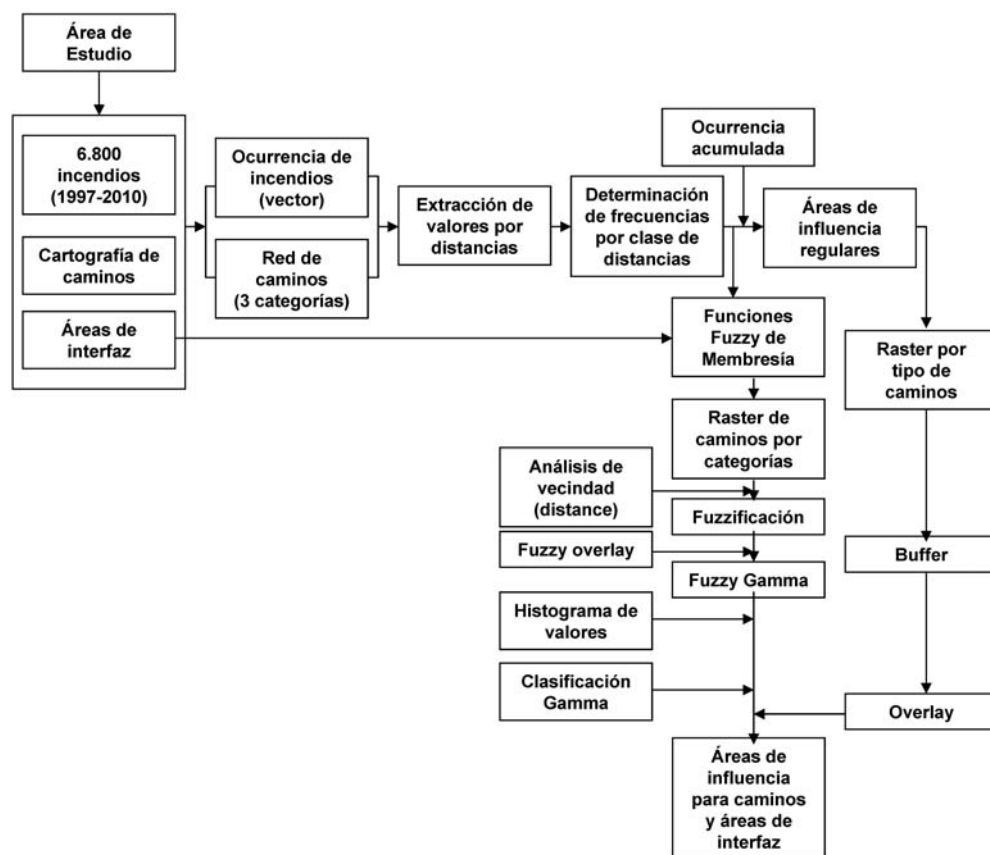 Área de
Estudio
6.800
incendios
(1997-2010)
Cartografía de
caminos
Áreas de
interfaz
Ocurrencia de
incendios
(vector)
Red de
caminos
(3 categorías)
Extracción de
valores por
distancias
Determinación
de frecuencias
por clase de
distancias
Ocurrencia
acumulada
Áreas de
influencia
regulares
Funciones
Fuzzy de
Membresía
Raster por
tipo de
caminos
Raster de
caminos por
categorías
Análisis de
vecindad
(distance)
Fuzzificación
Fuzzy overlay
Fuzzy Gamma
Buffer
Histograma de
valores
Clasificación
Gamma
Overlay
Áreas de
influencia
para caminos
y áreas de
interfaz